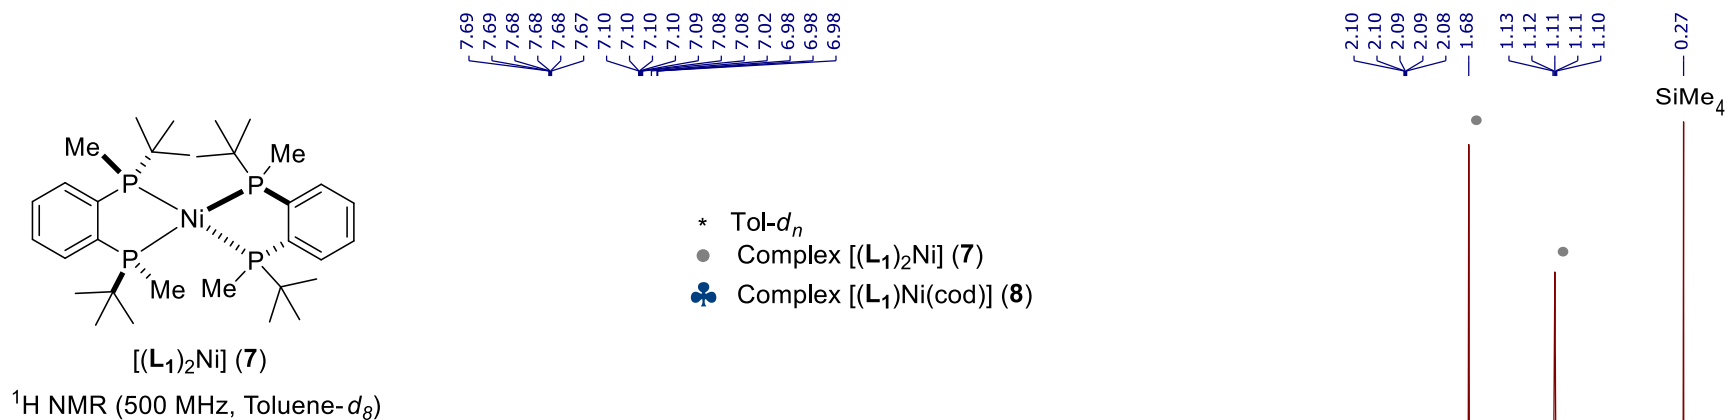 7.69 7.69 7.68 7.68 7.68 7.67 7.10 7.10 7.10 7.10 7.09 7.08 7.08 7.02 6.98 6.98 6.98 2.10 2.10 2.09 2.09 2.08 1.68 1.13 1.12 1.11 1.11 1.10 0.27
SiMe4
Me Me
P P
Ni
P P
Me Me
* Tol-dn
Complex [(L1)2Ni] (7)
Complex [(L1)Ni(cod)] (8)
[(L1)2Ni] (7)
1H NMR (500 MHz, Toluene-d8)